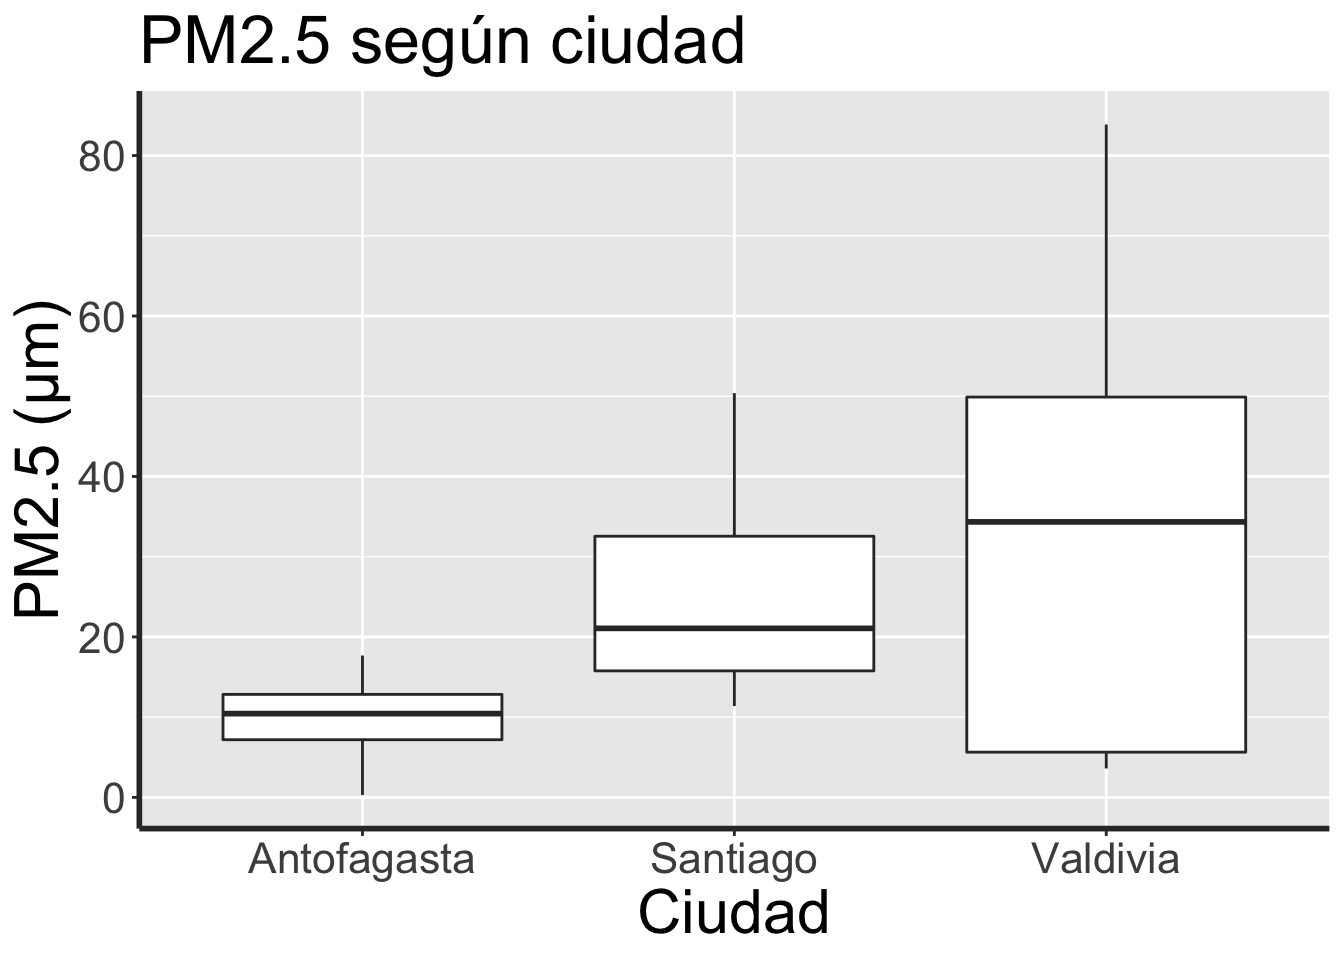 PM2.5 según ciudad
PM2.5 (μm)
80
60
40
20
0
Antofagasta
Santiago
Valdivia
Ciudad